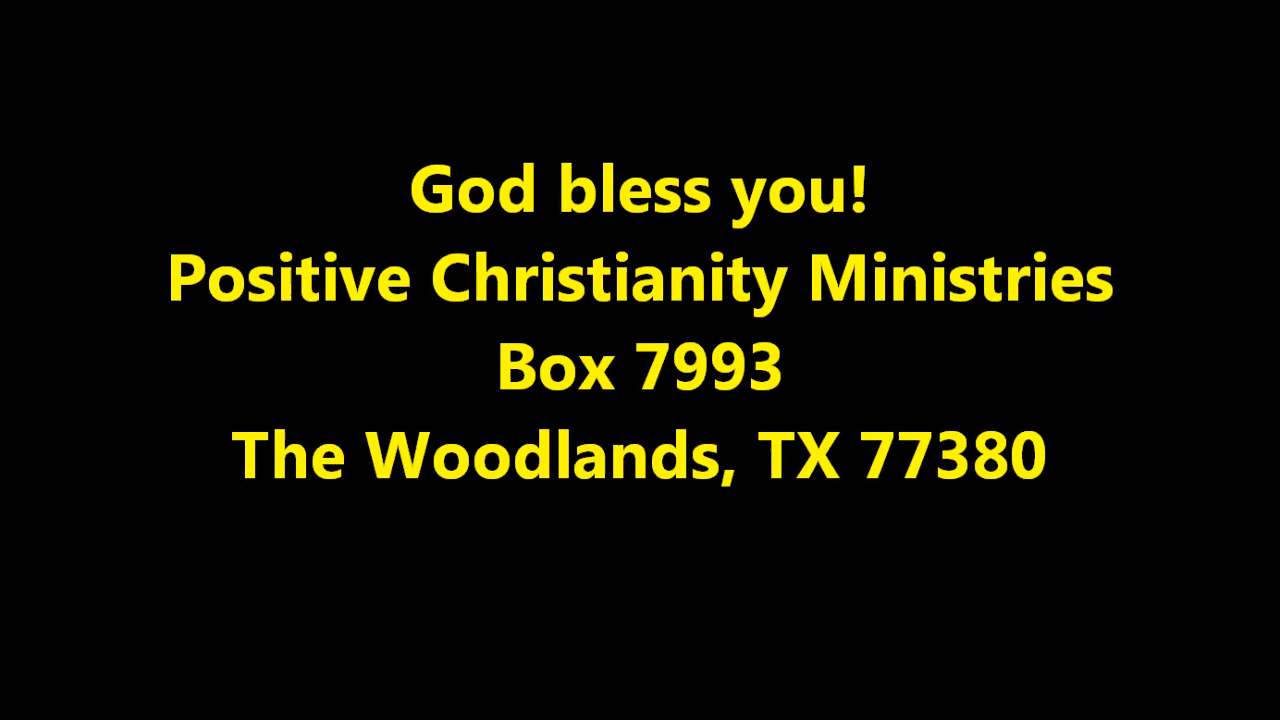 God bless you!
Positive Christianity Ministries
Box 7993
The Woodlands, TX 77380